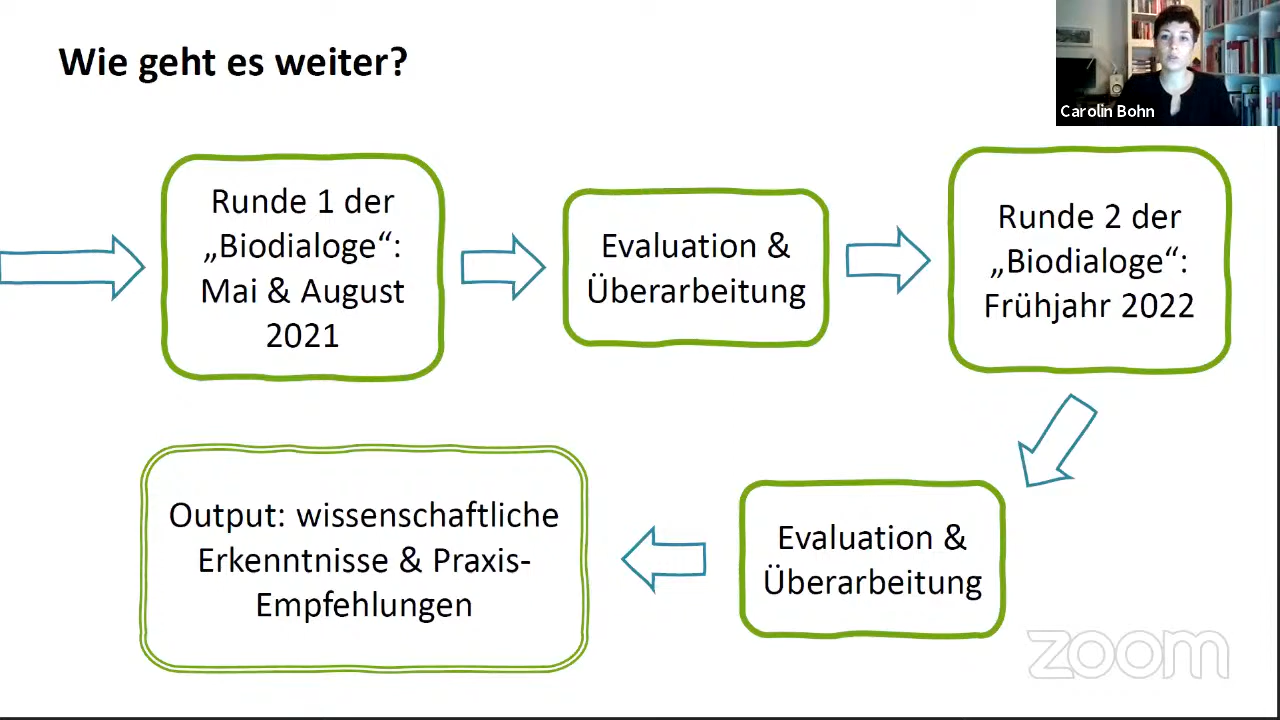 Wie geht es weiter?
Carolin Bohn
Runde 1 der
„Biodialoge“:
Mai & August
2021
Evaluation &
Überarbeitung
Runde 2 der
„Biodialoge“:
Frühjahr 2022
Evaluation &
Überarbeitung
Output: wissenschaftliche
Erkenntnisse & Praxis-
Empfehlungen
zoom